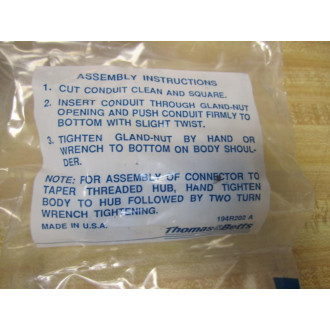 ASSEMBLY INSTRUCTIONS
1. CUT CONDUIT CLEAN AND SQUARE.
2. INSERT CONDUIT THROUGH GLAND-NUT
OPENING AND PUSH CONDUIT FIRMLY TO
BOTTOM WITH SLIGHT TWIST.
3. TIGHTEN GLAND-NUT BY HAND OR
WRENCH TO BOTTOM ON BODY SHOUL-
DER.
NOTE: FOR ASSEMBLY OF CONNECTOR TO
TAPER THREADED HUB, HAND TIGHTEN
BODY TO HUB FOLLOWED BY TWO TURN
WRENCH TIGHTENING.
194R202 A
MADE IN U.S.A. Thomas & Betts